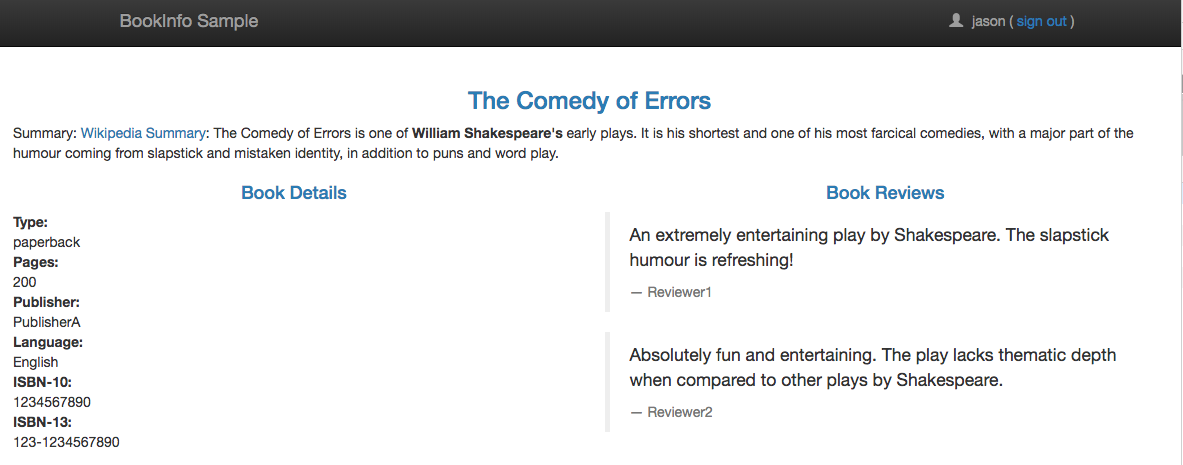 BookInfo Sample
jason ( sign out )
The Comedy of Errors
Summary: Wikipedia Summary: The Comedy of Errors is one of William Shakespeare's early plays. It is his shortest and one of his most farcical comedies, with a major part of the
humour coming from slapstick and mistaken identity, in addition to puns and word play.
Book Details
Type:
paperback
Pages:
200
Publisher:
PublisherA
Language:
English
ISBN-10:
1234567890
ISBN-13:
123-1234567890
Book Reviews
An extremely entertaining play by Shakespeare. The slapstick
humour is refreshing!
— Reviewer1
Absolutely fun and entertaining. The play lacks thematic depth
when compared to other plays by Shakespeare.
— Reviewer2